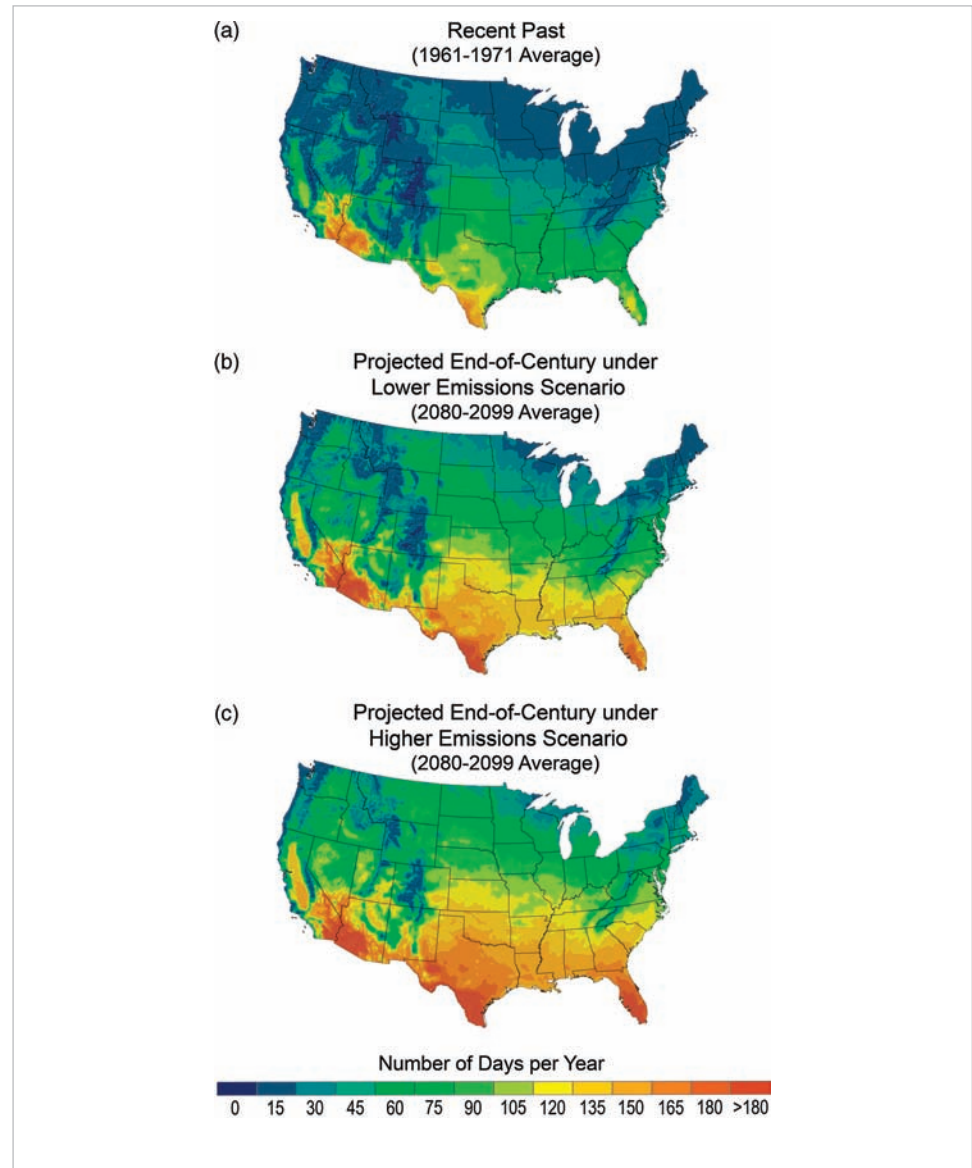 (a)
Recent Past
(1961-1971 Average)
(b)
Projected End-of-Century under
Lower Emissions Scenario
(2080-2099 Average)
(c)
Projected End-of-Century under
Higher Emissions Scenario
(2080-2099 Average)
Number of Days per Year
0 15 30 45 60 75 90 105 120 135 150 165 180 >180